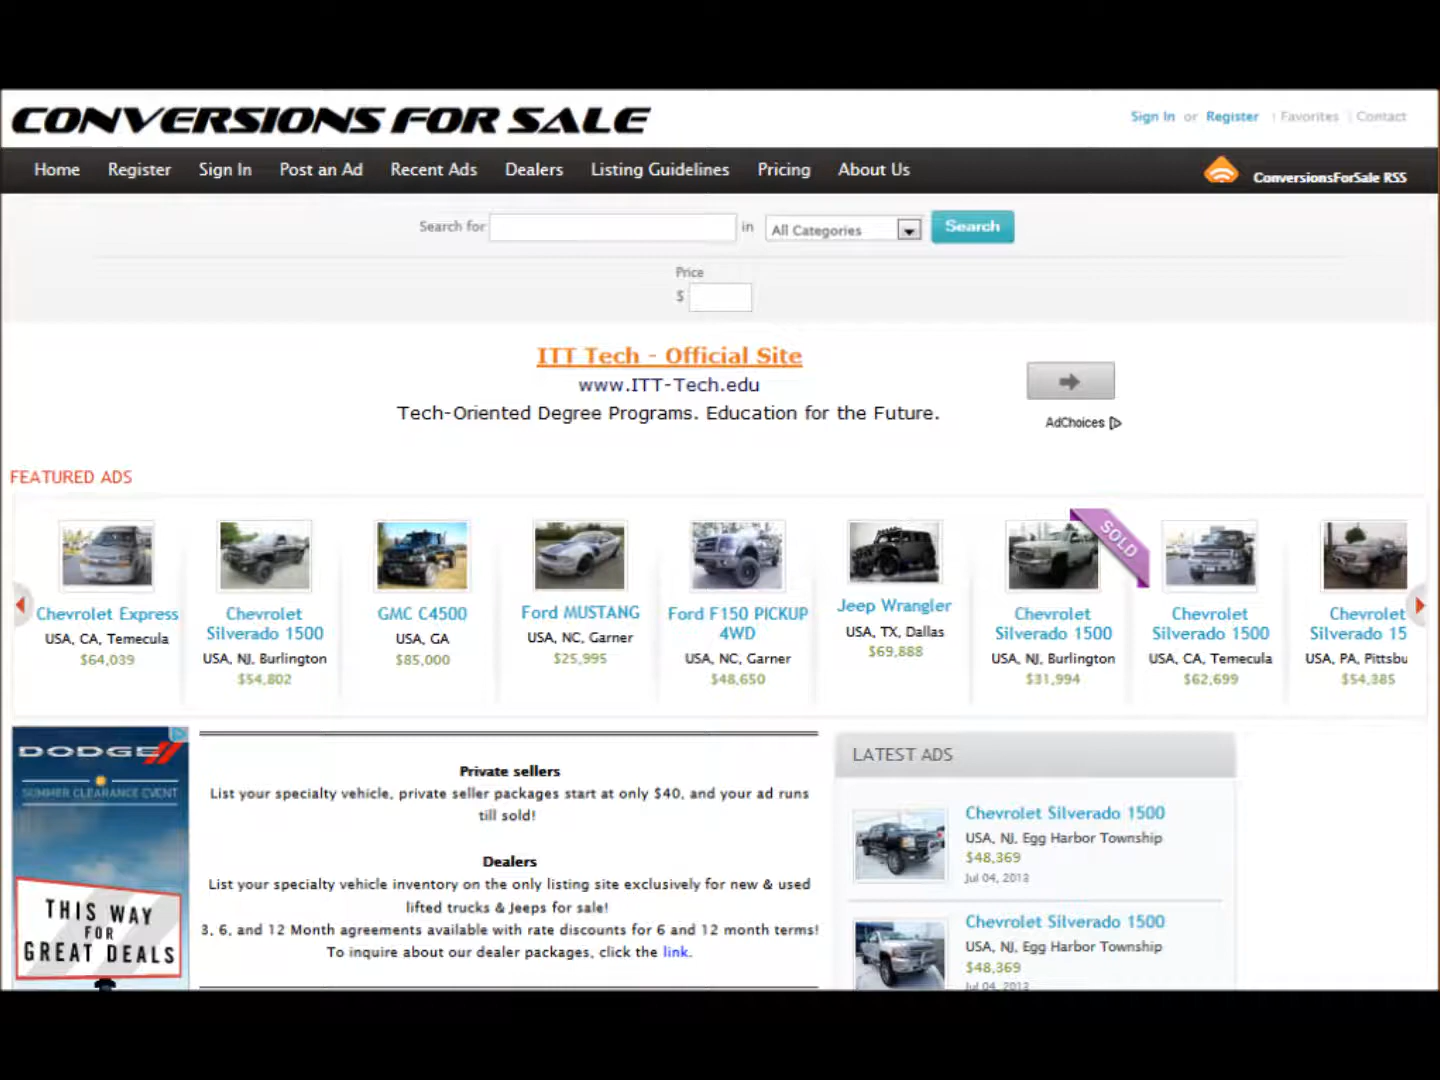 CONVERSIONS FOR SALE
Sign In or Register | Favorites | Contact
Home Register Sign In Post an Ad Recent Ads Dealers Listing Guidelines Pricing About Us ConversionsForSale RSS
Search for in All Categories Search
Price
$
ITT Tech - Official Site
www.ITT-Tech.edu
Tech-Oriented Degree Programs. Education for the Future.
AdChoices
FEATURED ADS
Chevrolet Express
USA, CA, Temecula
$64,039
Chevrolet
Silverado 1500
USA, NJ, Burlington
$54,802
GMC C4500
USA, GA
$85,000
Ford MUSTANG
USA, NC, Garner
$25,995
Ford F150 PICKUP
4WD
USA, NC, Garner
$48,650
Jeep Wrangler
USA, TX, Dallas
$69,888
SOLD
Chevrolet
Silverado 1500
USA, NJ, Burlington
$31,994
Chevrolet
Silverado 1500
USA, CA, Temecula
$62,699
Chevrolet
Silverado 15
USA, PA, Pittsbu
$54,385
DODGE
SUMMER CLEARANCE EVENT
THIS WAY
FOR
GREAT DEALS
Private sellers
List your specialty vehicle, private seller packages start at only $40, and your ad runs
till sold!
Dealers
List your specialty vehicle inventory on the only listing site exclusively for new & used
lifted trucks & Jeeps for sale!
3, 6, and 12 Month agreements available with rate discounts for 6 and 12 month terms!
To inquire about our dealer packages, click the link.
LATEST ADS
Chevrolet Silverado 1500
USA, NJ, Egg Harbor Township
$48,369
Jul 04, 2013
Chevrolet Silverado 1500
USA, NJ, Egg Harbor Township
$48,369
Jul 04, 2013